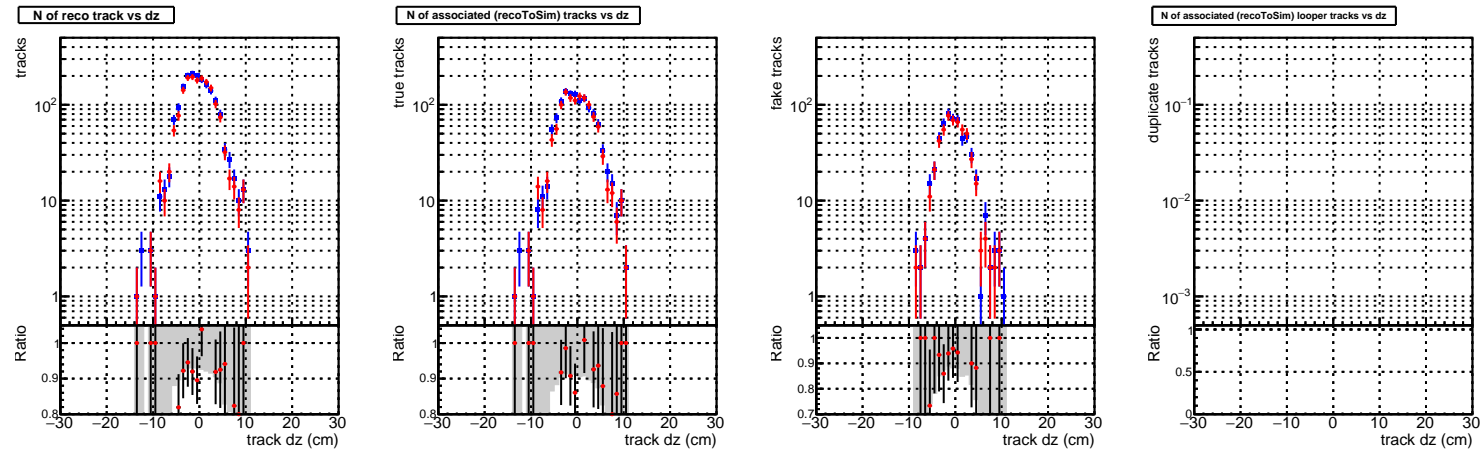 N of reco track vs dz
tracks
10²
10
1
Ratio
1
0.9
0.8
−30 −20 −10 0 10 20 30
track dz (cm)
N of associated (recoToSim) tracks vs dz
true tracks
10²
10
1
Ratio
1
0.9
0.8
−30 −20 −10 0 10 20 30
track dz (cm)
fake tracks
10²
10
1
Ratio
1
0.9
0.8
0.7
−30 −20 −10 0 10 20 30
track dz (cm)
N of associated (recoToSim) looper tracks vs dz
duplicate tracks
10⁻¹
10⁻²
10⁻³
Ratio
1
0.5
0
−30 −20 −10 0 10 20 30
track dz (cm)